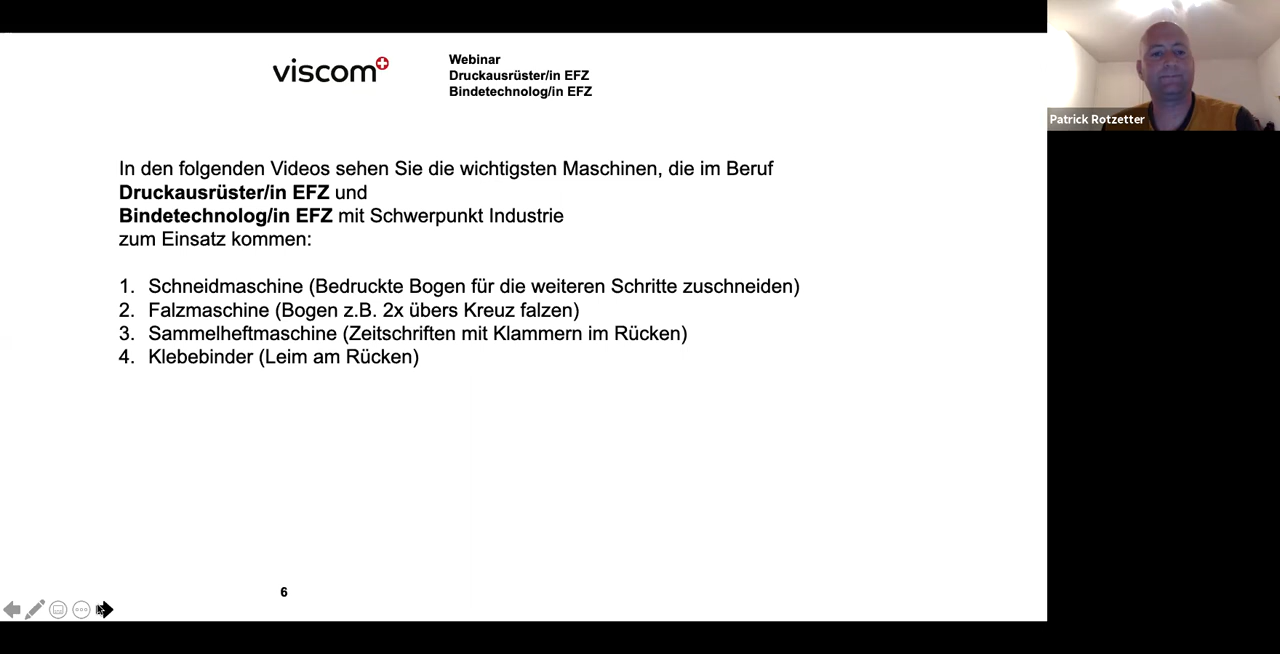 viscom
Webinar
Druckausrüster/in EFZ
Bindetechnolog/in EFZ
Patrick Rotzetter
In den folgenden Videos sehen Sie die wichtigsten Maschinen, die im Beruf
Druckausrüster/in EFZ und
Bindetechnolog/in EFZ mit Schwerpunkt Industrie
zum Einsatz kommen:
1. Schneidmaschine (Bedruckte Bogen für die weiteren Schritte zuschneiden)
2. Falzmaschine (Bogen z.B. 2x übers Kreuz falzen)
3. Sammelheftmaschine (Zeitschriften mit Klammern im Rücken)
4. Klebebinder (Leim am Rücken)
6